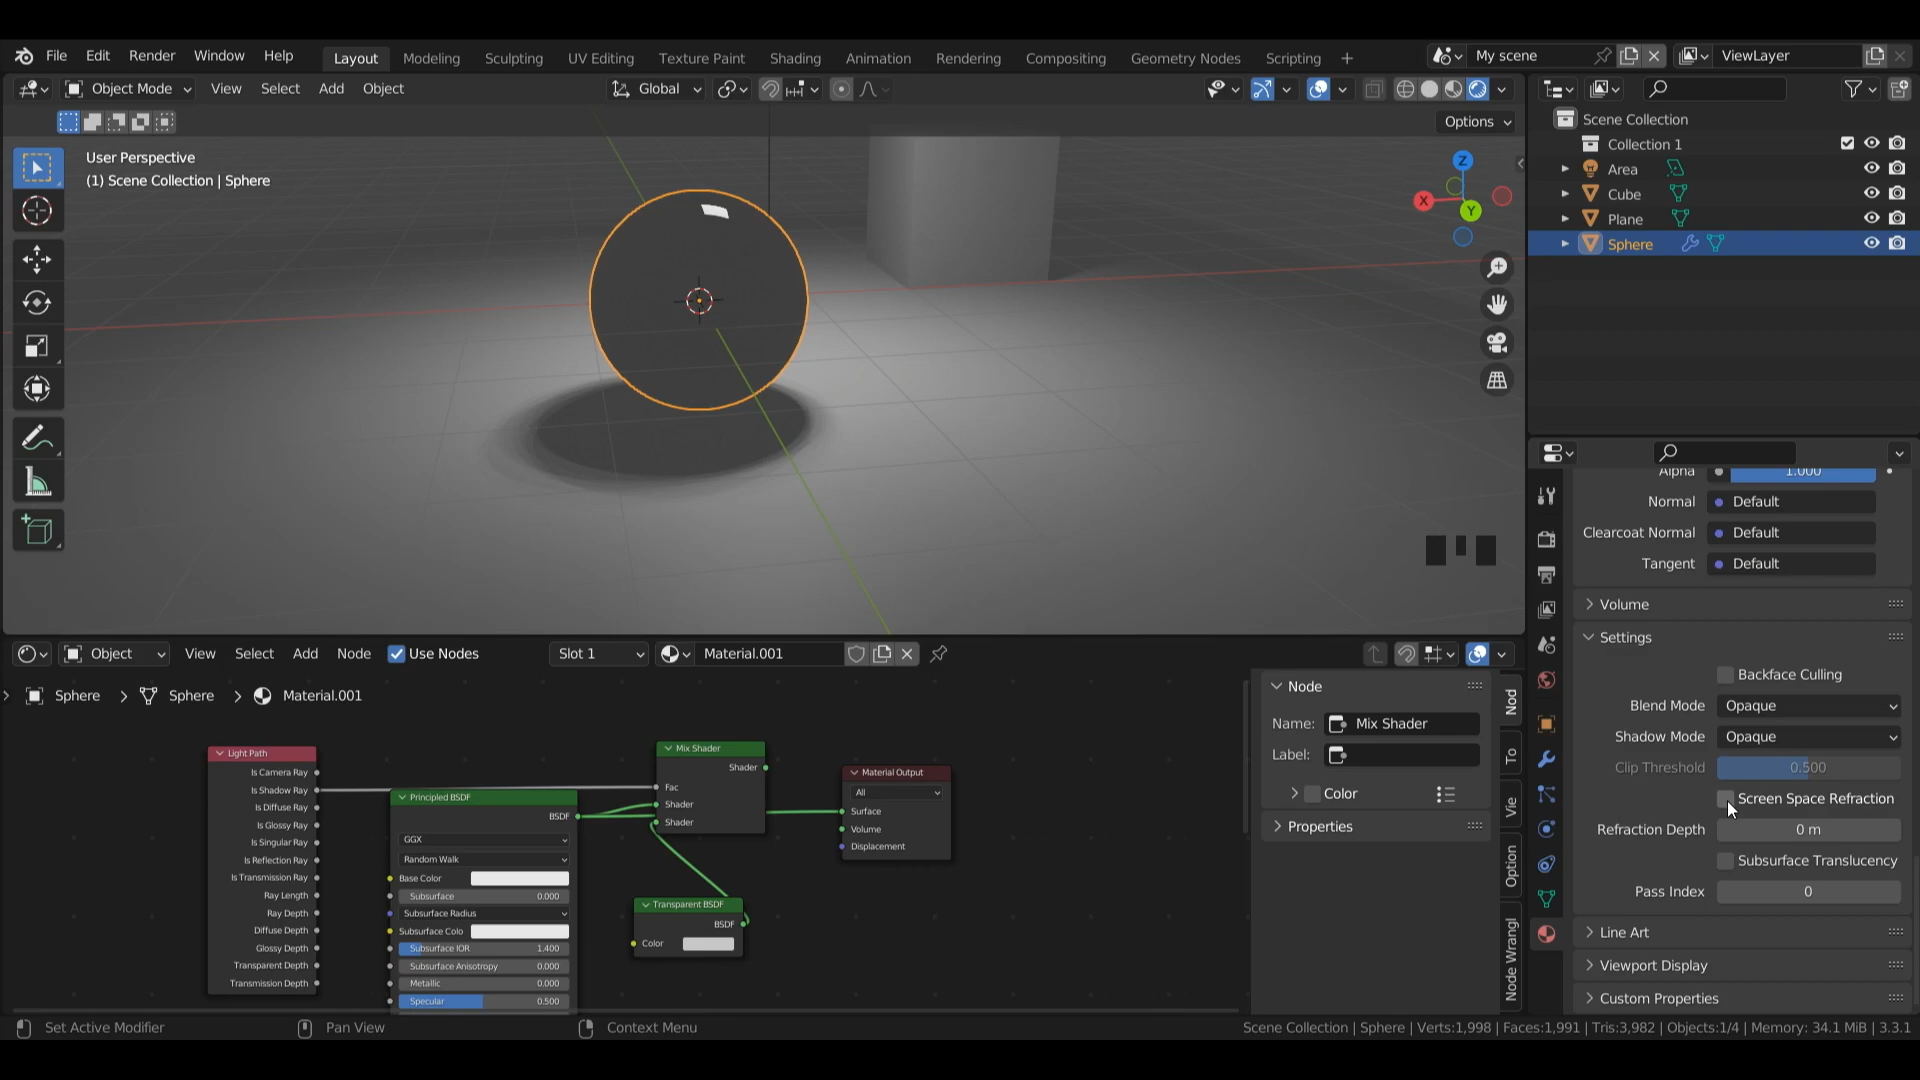 File Edit Render Window Help Layout Modeling Sculpting UV Editing Texture Paint Shading Animation Rendering Compositing Geometry Nodes Scripting + My scene ViewLayer
Object Mode View Select Add Object Global
Options
User Perspective
(1) Scene Collection | Sphere
Z
X
Y
Scene Collection
Collection 1
Area
Cube
Plane
Sphere
Alpha 1.000
Normal Default
Clearcoat Normal Default
Tangent Default
Volume
Settings
Backface Culling
Blend Mode Opaque
Shadow Mode Opaque
Clip Threshold 0.500
Screen Space Refraction
Refraction Depth 0 m
Subsurface Translucency
Pass Index 0
Line Art
Viewport Display
Custom Properties
Object View Select Add Node Use Nodes Slot 1 Material.001
Sphere Sphere Material.001
Light Path
Is Camera Ray
Is Shadow Ray
Is Diffuse Ray
Is Glossy Ray
Is Singular Ray
Is Reflection Ray
Is Transmission Ray
Ray Length
Ray Depth
Diffuse Depth
Glossy Depth
Transparent Depth
Transmission Depth
Principled BSDF
BSDF
GGX
Random Walk
Base Color
Subsurface 0.000
Subsurface Radius
Subsurface Colo
Subsurface IOR 1.400
Subsurface Anisotropy 0.000
Metallic 0.000
Specular 0.500
Mix Shader
Shader
Fac
Shader
Shader
Transparent BSDF
BSDF
Color
Material Output
All
Surface
Volume
Displacement
Node
Name: Mix Shader
Label:
Color
Properties
Nod
To
Vie
Option
Node Wrangl
Set Active Modifier Pan View Context Menu Scene Collection | Sphere | Verts:1,998 | Faces:1,991 | Tris:3,982 | Objects:1/4 | Memory: 34.1 MiB | 3.3.1